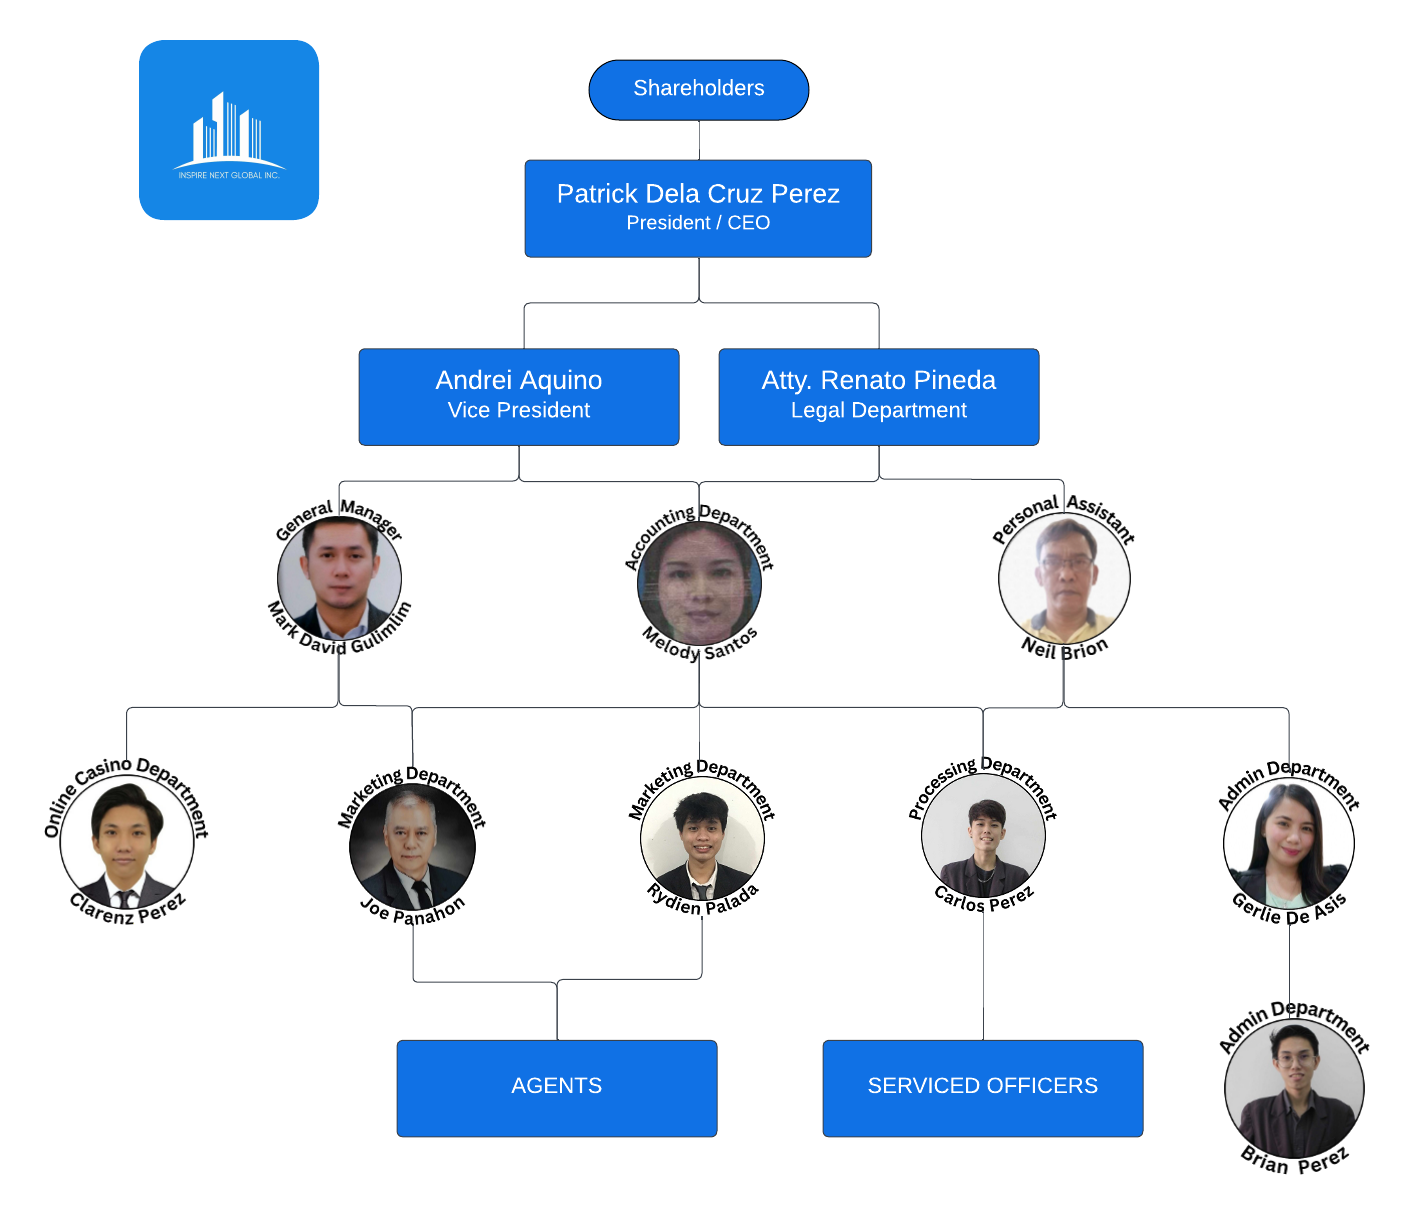 INSPIRE NEXT GLOBAL INC.
Shareholders
Patrick Dela Cruz Perez
President / CEO
Andrei Aquino
Vice President
Atty. Renato Pineda
Legal Department
General Manager
Mark David Gulimlim
Accounting Department
Melody Santos
Personal Assistant
Neil Brion
Online Casino Department
Clarenz Perez
Marketing Department
Joe Panahon
Marketing Department
Rydien Palada
Processing Department
Carlos Perez
Admin Department
Gerlie De Asis
AGENTS
SERVICED OFFICERS
Admin Department
Brian Perez